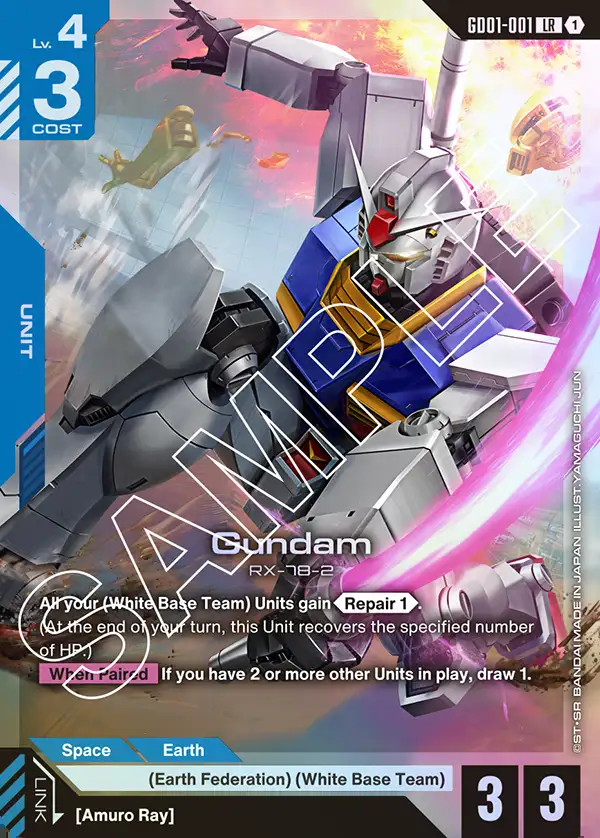 Lv. 4
GD01-001 LR 1
3
COST
UNIT
SAMPLE
Gundam
RX-78-2
All your (White Base Team) Units gain Repair 1.
(At the end of your turn, this Unit recovers the specified number
of HP.)
When Paired If you have 2 or more other Units in play, draw 1.
Space Earth
(Earth Federation) (White Base Team)
LINK
[Amuro Ray]
3 3
©ST・SR BANDAI MADE IN JAPAN ILLUST.YAMAGUCHI JUN